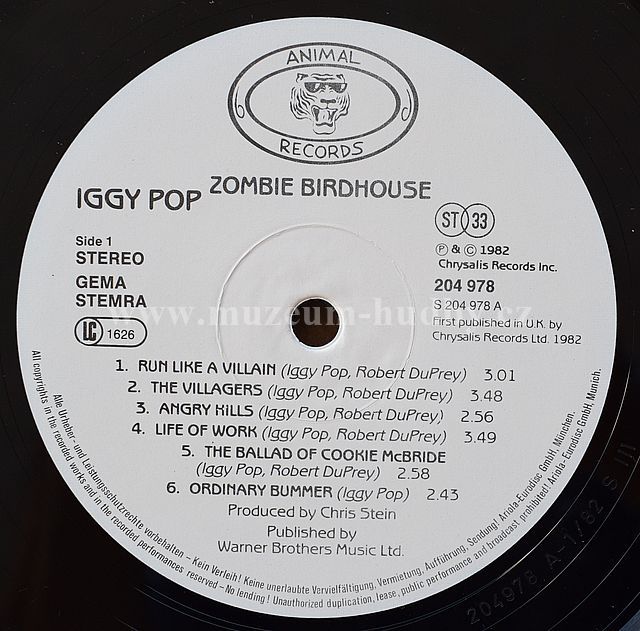 ANIMAL
RECORDS
ZOMBIE BIRDHOUSE
IGGY POP
ST 33
Side 1
STEREO
GEMA
STEMRA
LC 1626
Ⓟ & © 1982
Chrysalis Records Inc.
204 978
S 204 978 A
First published in U.K. by
Chrysalis Records Ltd. 1982
www.muzeum-hudby.cz
1. RUN LIKE A VILLAIN (Iggy Pop, Robert DuPrey) 3.01
2. THE VILLAGERS (Iggy Pop, Robert DuPrey) 3.48
3. ANGRY HILLS (Iggy Pop, Robert DuPrey) 2.56
4. LIFE OF WORK (Iggy Pop, Robert DuPrey) 3.49
5. THE BALLAD OF COOKIE McBRIDE
(Iggy Pop, Robert DuPrey) 2.58
6. ORDINARY BUMMER (Iggy Pop) 2.43
Produced by Chris Stein
Published by
Warner Brothers Music Ltd.
Alle Urheber- und Leistungsschutzrechte vorbehalten – Kein Verleih! Keine unerlaubte Vervielfältigung, Vermietung, Aufführung, Sendung! Ariola-Eurodisc GmbH, München.
All copyrights in the recorded works and in the recorded performances reserved – No lending! Unauthorized duplication, lease, public performance and broadcast prohibited! Ariola-Eurodisc GmbH, Munich.
204978 A-1/82 S III